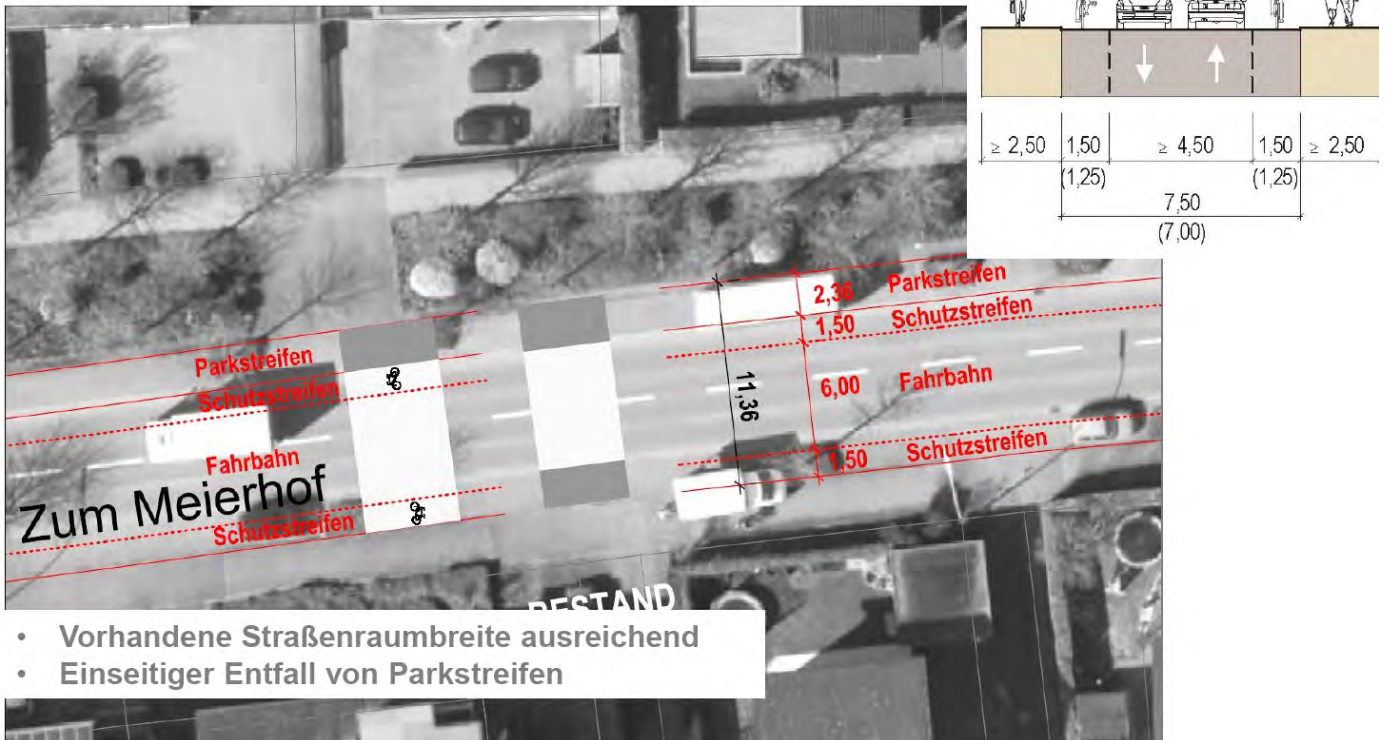 ≥ 2,50 1,50 ≥ 4,50 1,50 ≥ 2,50
(1,25) (1,25)
7,50
(7,00)
2,36 Parkstreifen
1,50 Schutzstreifen
11,36
6,00 Fahrbahn
1,50 Schutzstreifen
Parkstreifen
Schutzstreifen
Fahrbahn
Zum Meierhof
Schutzstreifen
BESTAND
• Vorhandene Straßenraumbreite ausreichend
• Einseitiger Entfall von Parkstreifen